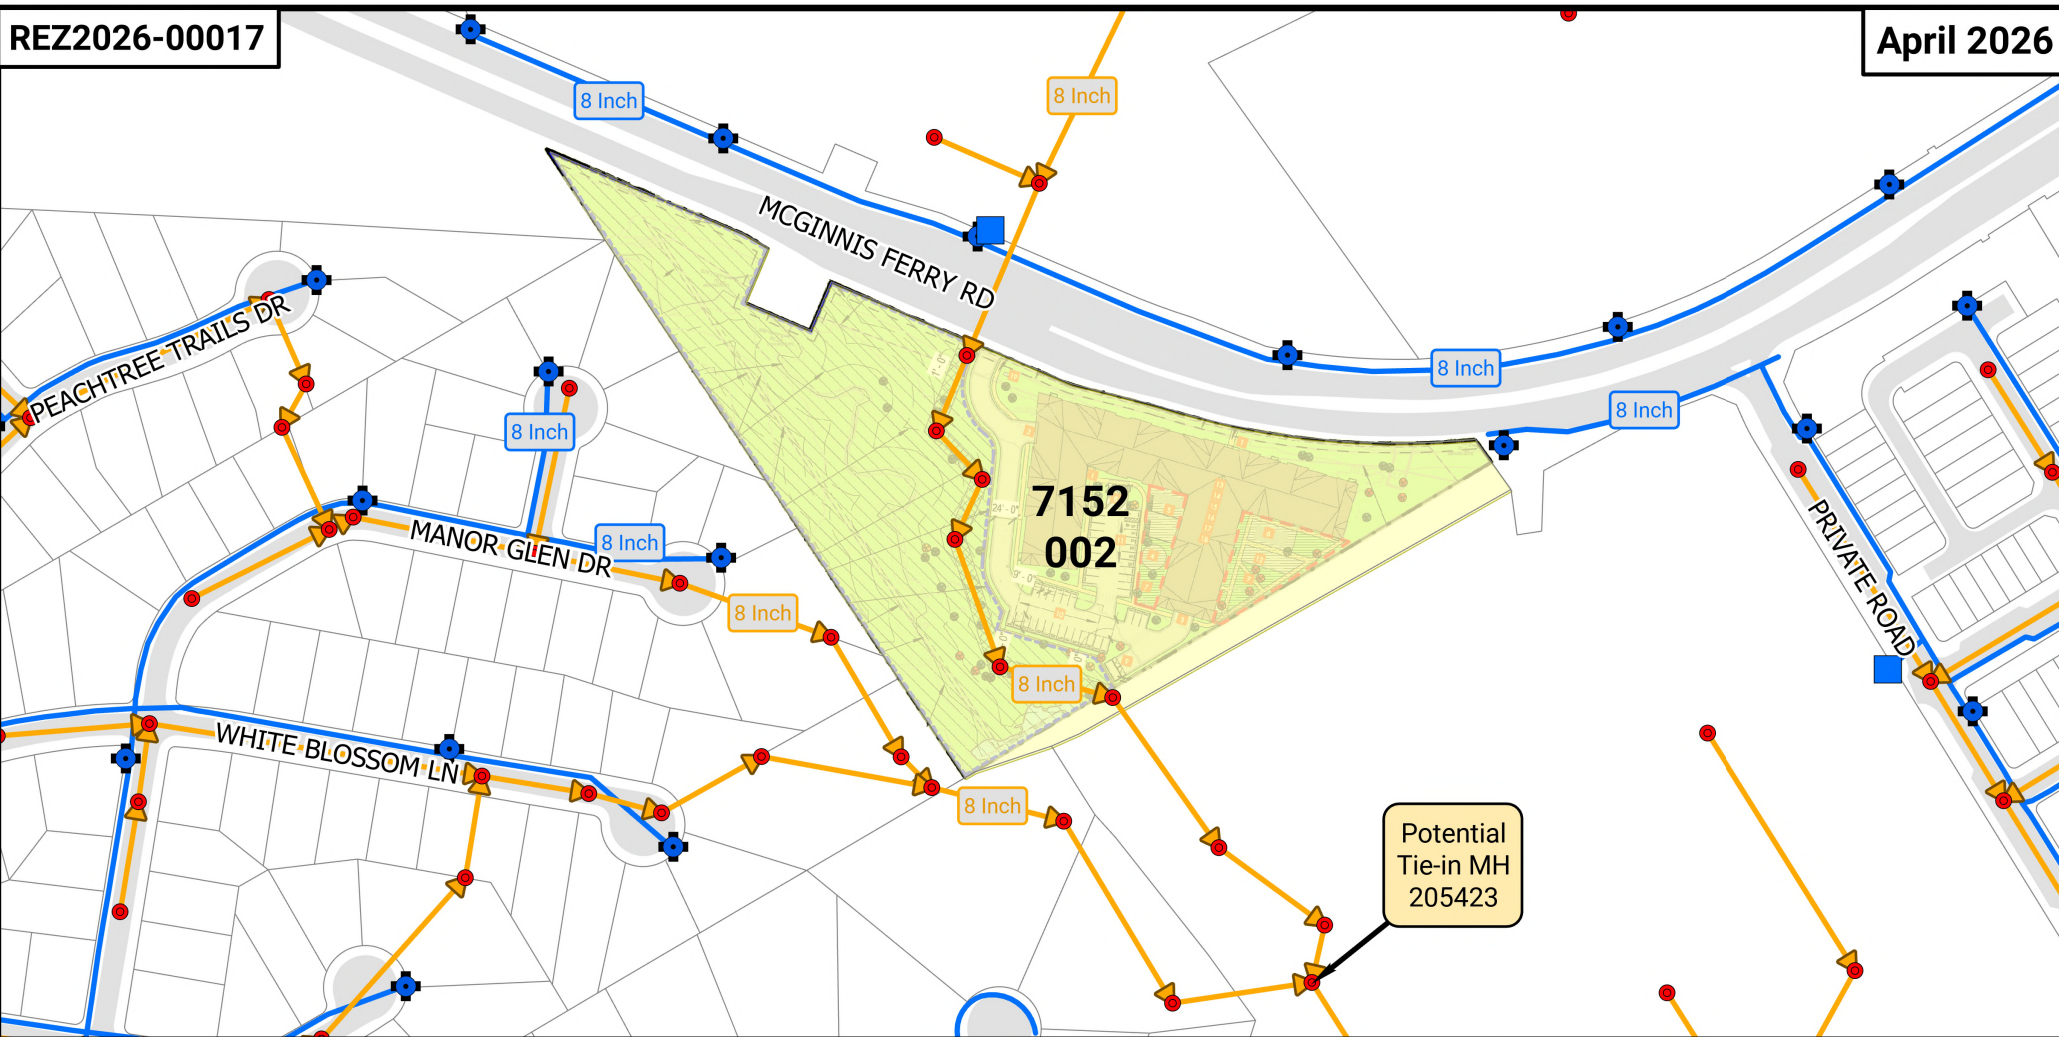 REZ2026-00017
April 2026
8 Inch
8 Inch
MCGINNIS FERRY RD
PEACHTREE TRAILS DR
8 Inch
8 Inch
8 Inch
MANOR GLEN DR
8 Inch
7152
002
24' - 0"
PRIVATE ROAD
8 Inch
8 Inch
WHITE BLOSSOM LN
8 Inch
Potential
Tie-in MH
205423